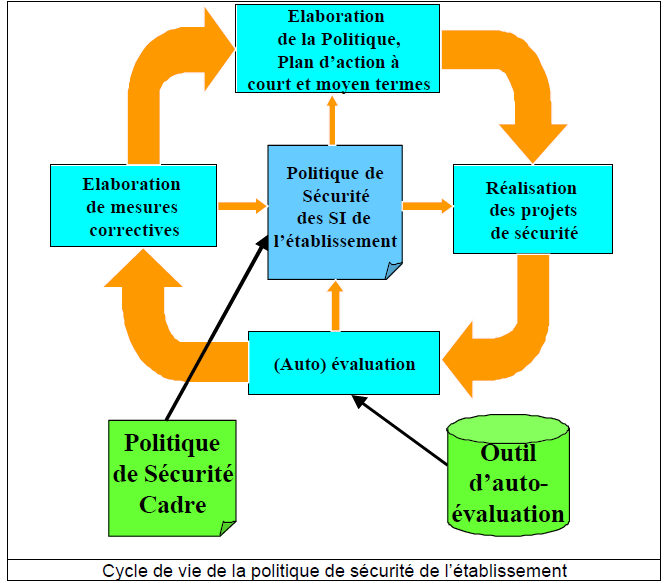 Elaboration
de la Politique,
Plan d’action à
court et moyen termes
Elaboration
de mesures
correctives
Politique de
Sécurité
des SI de
l’établissement
Réalisation
des projets
de sécurité
(Auto) évaluation
Politique
de Sécurité
Cadre
Outil
d’auto-
évaluation
Cycle de vie de la politique de sécurité de l’établissement